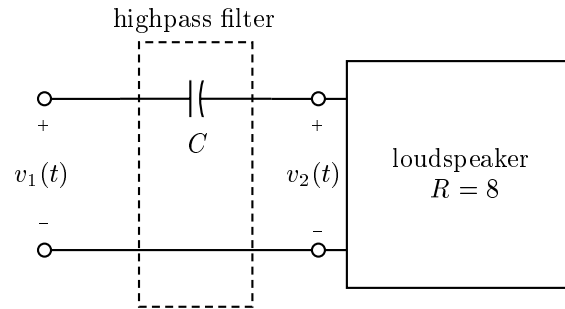 highpass filter
+
+
C
v₁(t)
v₂(t)
loudspeaker
R = 8
−
−